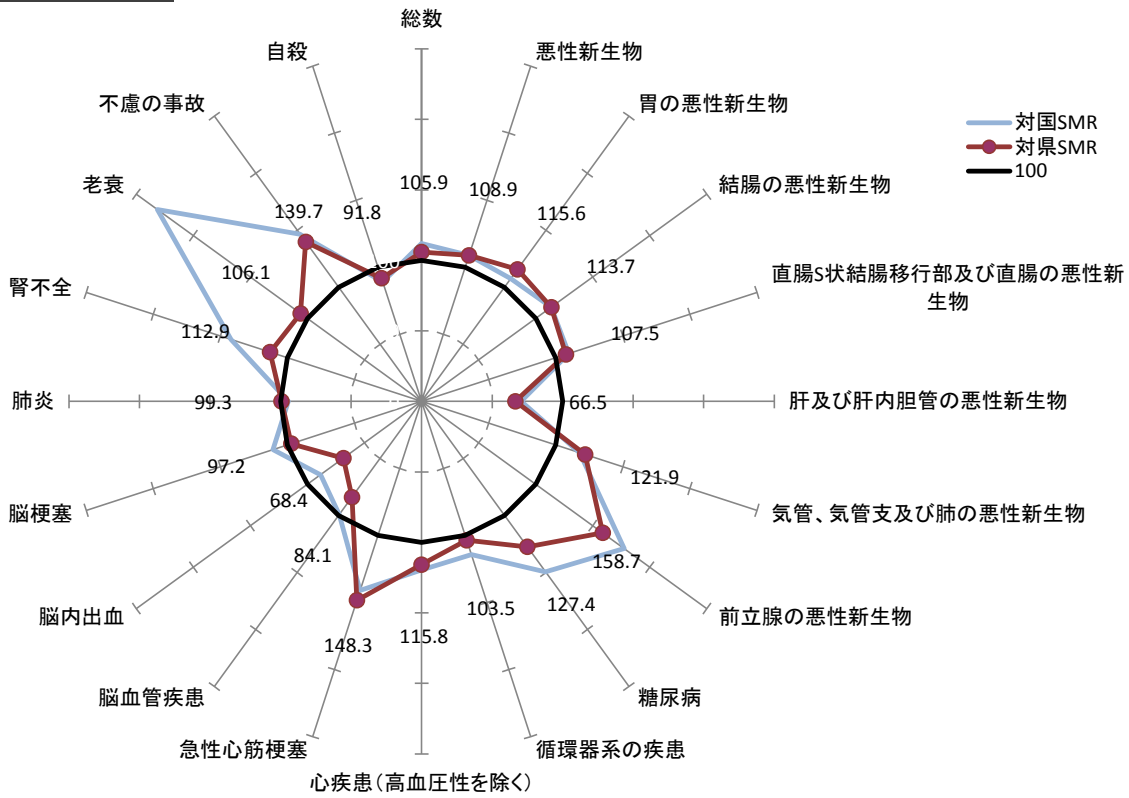 総数
悪性新生物
胃の悪性新生物
結腸の悪性新生物
直腸S状結腸移行部及び直腸の悪性新
生物
肝及び肝内胆管の悪性新生物
気管、気管支及び肺の悪性新生物
前立腺の悪性新生物
糖尿病
循環器系の疾患
心疾患（高血圧性を除く）
急性心筋梗塞
脳血管疾患
脳内出血
脳梗塞
肺炎
腎不全
老衰
不慮の事故
自殺
105.9
108.9
115.6
113.7
107.5
66.5
121.9
158.7
127.4
103.5
115.8
148.3
84.1
68.4
97.2
99.3
112.9
106.1
139.7
91.8
対国SMR
対県SMR
100